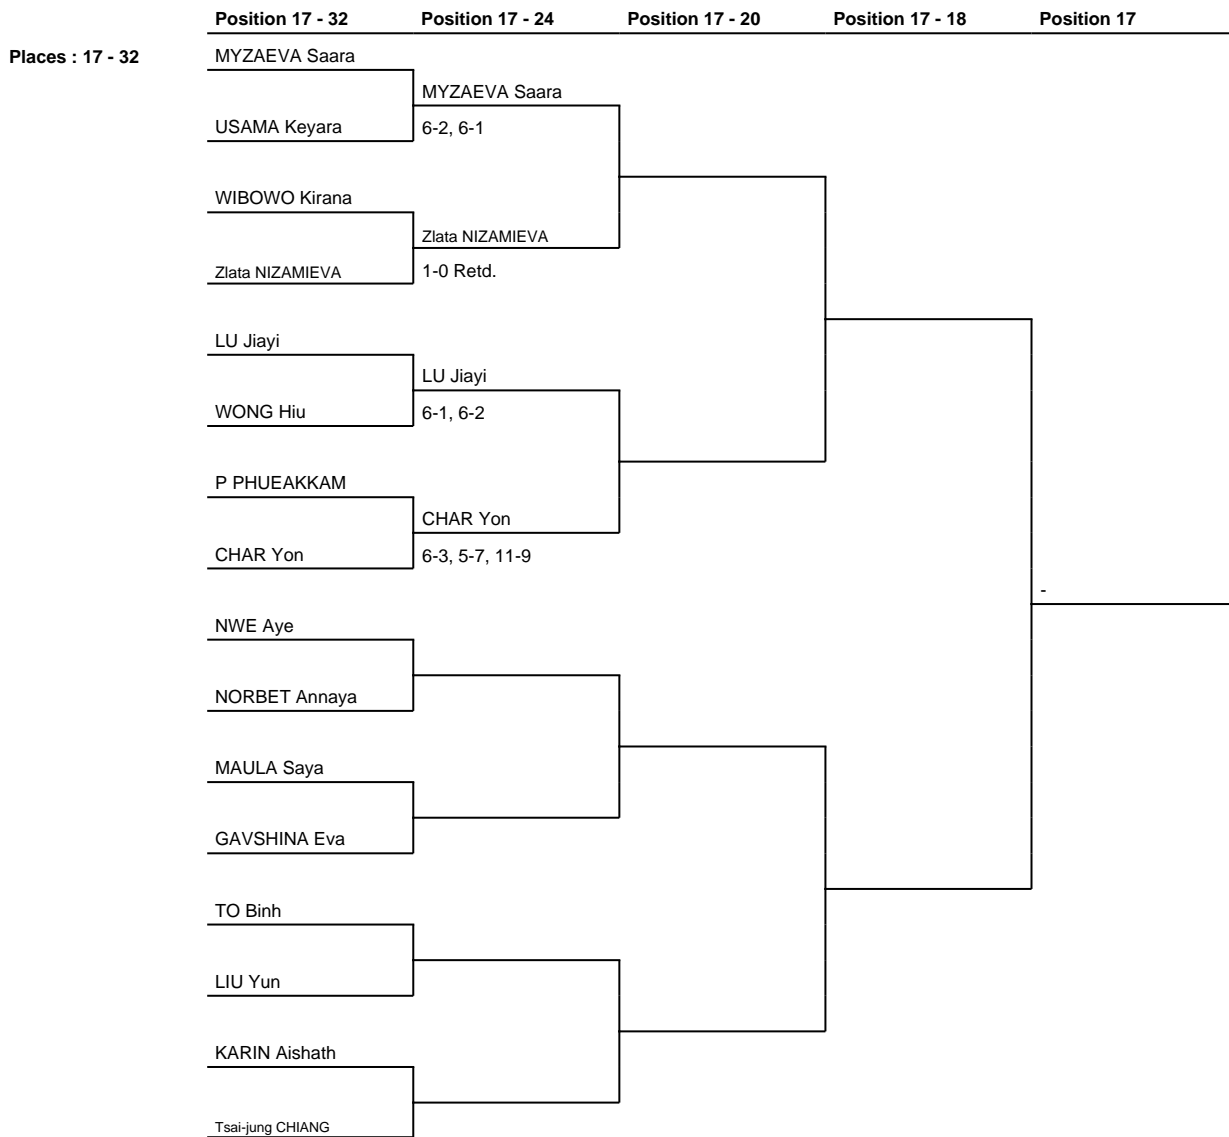 Position 17 - 32 Position 17 - 24 Position 17 - 20 Position 17 - 18 Position 17
Places : 17 - 32 MYZAEVA Saara
MYZAEVA Saara
USAMA Keyara 6-2, 6-1
WIBOWO Kirana
Zlata NIZAMIEVA
Zlata NIZAMIEVA 1-0 Retd.
LU Jiayi
LU Jiayi
WONG Hiu 6-1, 6-2
P PHUEAKKAM
CHAR Yon
CHAR Yon 6-3, 5-7, 11-9
-
NWE Aye
NORBET Annaya
MAULA Saya
GAVSHINA Eva
TO Binh
LIU Yun
KARIN Aishath
Tsai-jung CHIANG